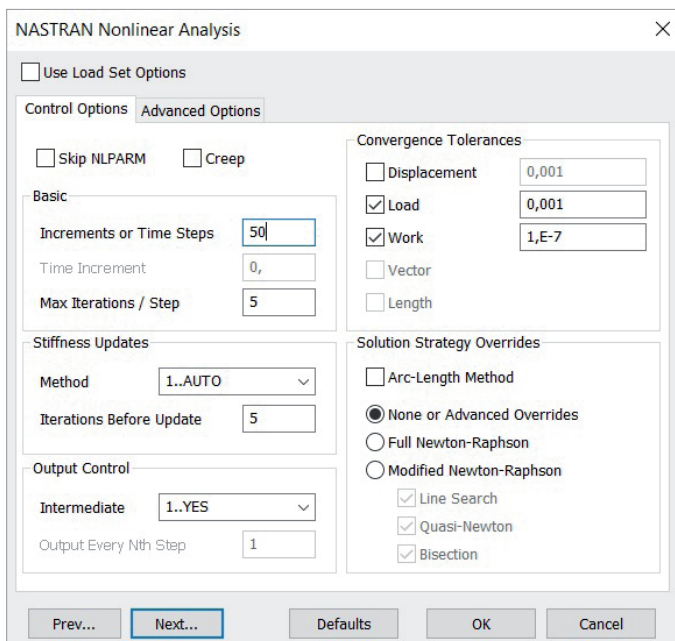 NASTRAN Nonlinear Analysis
Use Load Set Options
Control Options
Advanced Options
Skip NLPARM
Creep
Basic
Increments or Time Steps 50
Time Increment 0,
Max Iterations / Step 5
Stiffness Updates
Method 1..AUTO
Iterations Before Update 5
Output Control
Intermediate 1..YES
Output Every Nth Step 1
Convergence Tolerances
Displacement 0,001
Load 0,001
Work 1,E-7
Vector
Length
Solution Strategy Overrides
Arc-Length Method
None or Advanced Overrides
Full Newton-Raphson
Modified Newton-Raphson
Line Search
Quasi-Newton
Bisection
Prev...
Next...
Defaults
OK
Cancel